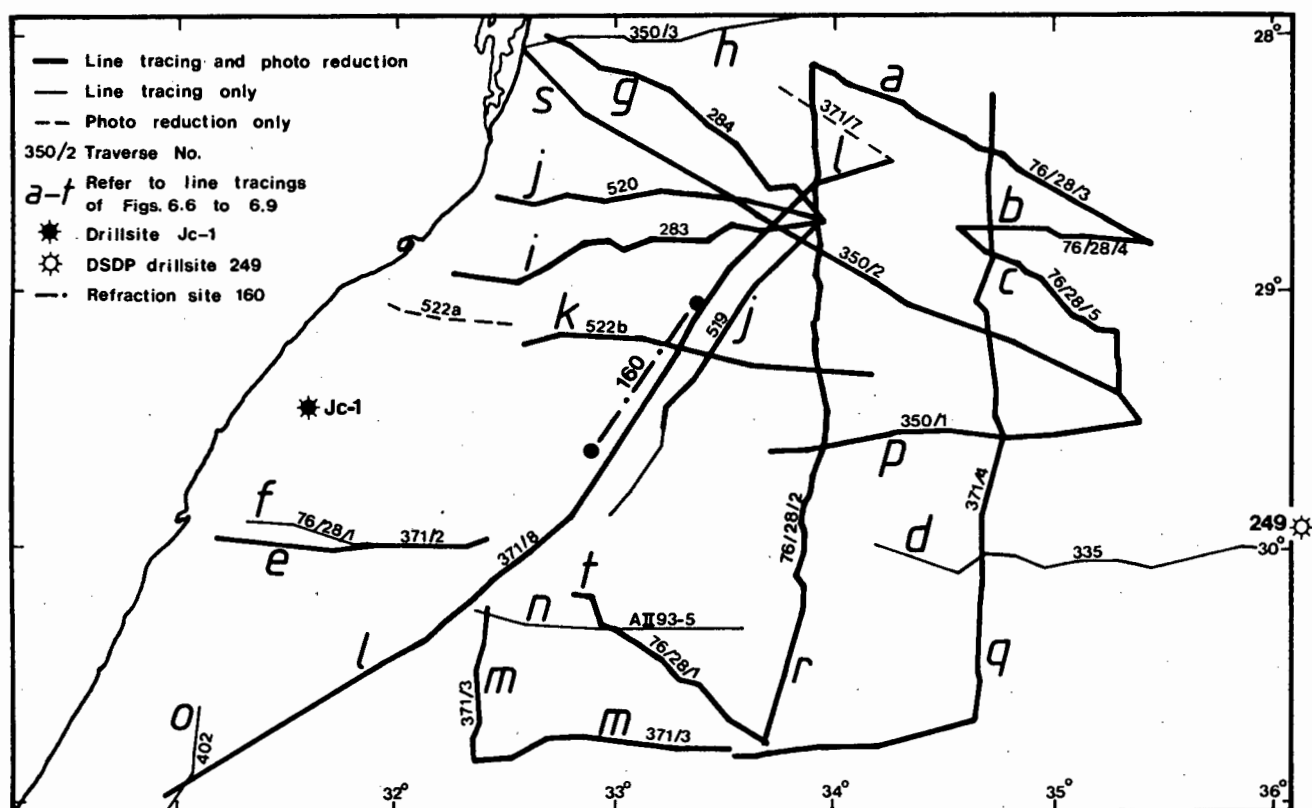 32° 33° 34° 35° 28°
Line tracing and photo reduction
Line tracing only
Photo reduction only
350/2 Traverse No.
a-t Refer to line tracings
of Figs. 6.6 to 6.9
Drillsite Jc-1
DSDP drillsite 249
Refraction site 160
350/3
h
g
s
284
a
371/7
l
76/28/3
j
520
b
76/28/4
i
283
350/2
c
76/28/5
29°
522a
k
522b
519
j
160
Jc-1
350/1
p
76/28/2
371/4
f
76/28/1
371/2
e
371/8
d
335
249
30°
t
n
AII93-5
76/28/1
l
m
371/3
r
q
m
371/3
o
402
32° 33° 34° 35° 36°